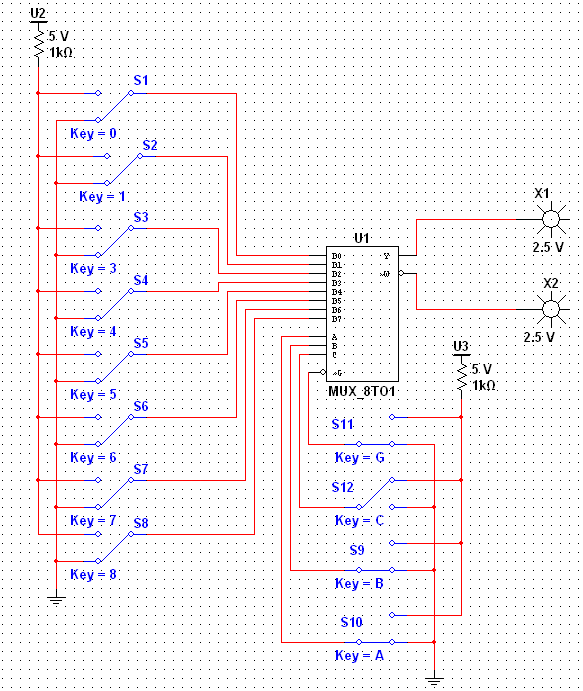 U2
5 V
1kΩ
S1
Key = 0
S2
Key = 1
S3
Key = 3
S4
Key = 4
S5
Key = 5
S6
Key = 6
S7
Key = 7
S8
Key = 8
U1
D0
D1
D2
D3
D4
D5
D6
D7
A
B
C
~G
Y
~W
MUX_8TO1
X1
2.5 V
X2
2.5 V
U3
5 V
1kΩ
S11
Key = G
S12
Key = C
S9
Key = B
S10
Key = A